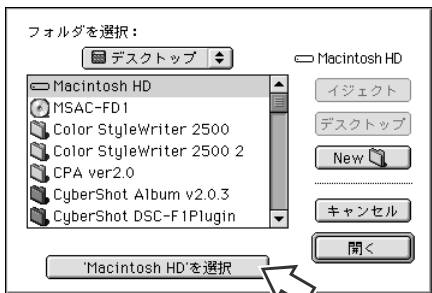 フォルダを選択：
デスクトップ
Macintosh HD
Macintosh HD
MSAC-FD1
Color StyleWriter 2500
Color StyleWriter 2500 2
CPA ver2.0
CyberShot Album v2.0.3
CyberShot DSC-F1Plugin
イジェクト
デスクトップ
New
キャンセル
開く
'Macintosh HD'を選択